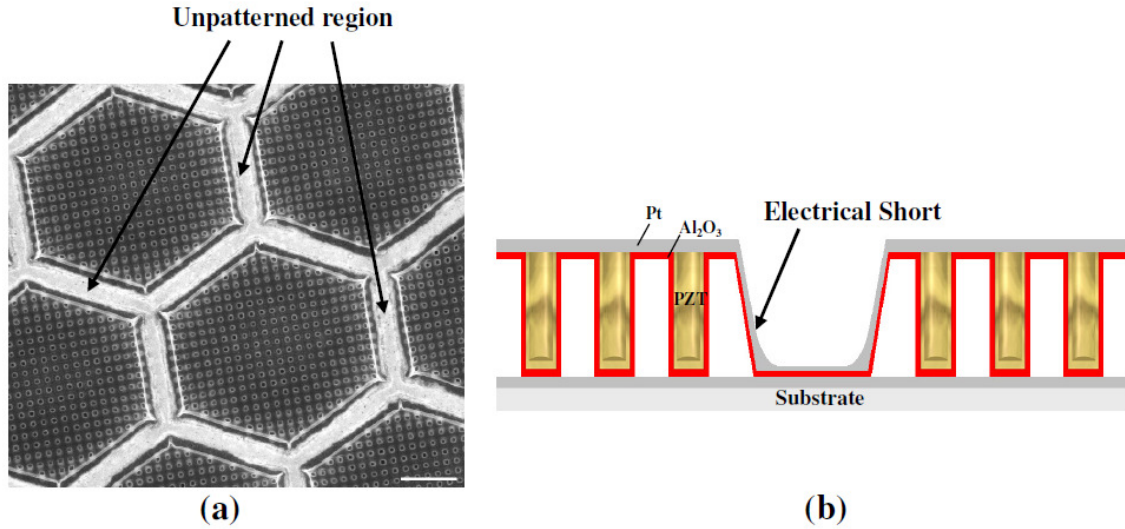 Unpatterned region
Pt
Al₂O₃
Electrical Short
PZT
Substrate
(a)
(b)